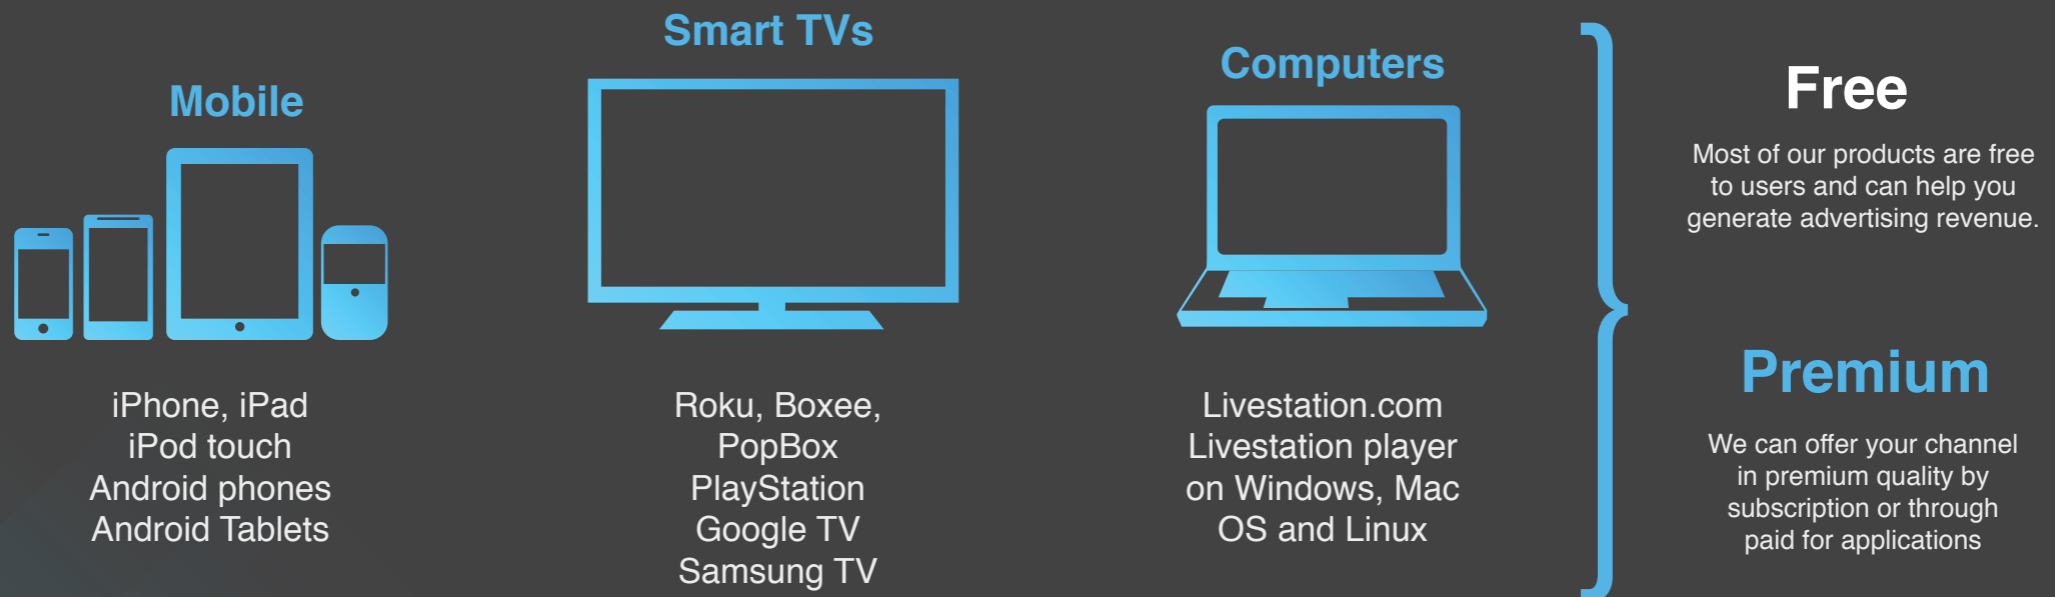 Mobile
iPhone, iPad
iPod touch
Android phones
Android Tablets
Smart TVs
Roku, Boxee,
PopBox
PlayStation
Google TV
Samsung TV
Computers
Livestation.com
Livestation player
on Windows, Mac
OS and Linux
Free
Most of our products are free
to users and can help you
generate advertising revenue.
Premium
We can offer your channel
in premium quality by
subscription or through
paid for applications